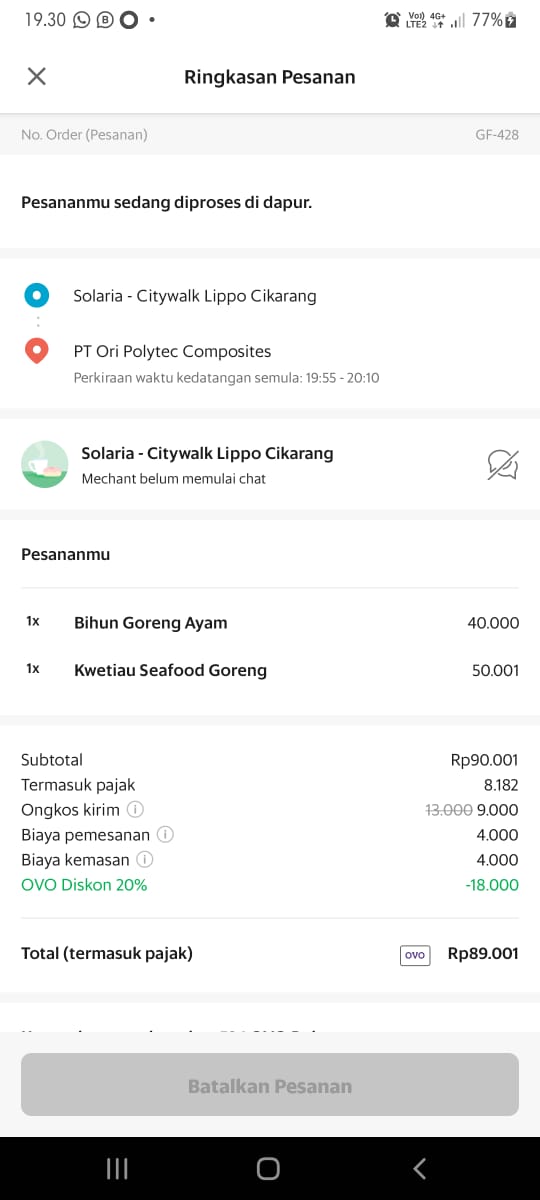 19.30
Vo) 4G+
LTE2
77%
Ringkasan Pesanan
No. Order (Pesanan) GF-428
Pesananmu sedang diproses di dapur.
Solaria - Citywalk Lippo Cikarang
PT Ori Polytec Composites
Perkiraan waktu kedatangan semula: 19:55 - 20:10
Solaria - Citywalk Lippo Cikarang
Mechant belum memulai chat
Pesananmu
1x Bihun Goreng Ayam 40.000
1x Kwetiau Seafood Goreng 50.001
Subtotal Rp90.001
Termasuk pajak 8.182
Ongkos kirim 13.000 9.000
Biaya pemesanan 4.000
Biaya kemasan 4.000
OVO Diskon 20% -18.000
Total (termasuk pajak) OVO Rp89.001
Batalkan Pesanan